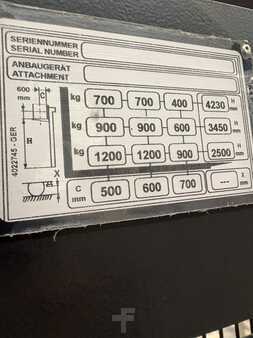 SERIENNUMMER
SERIAL NUMBER
ANBAUGERÄT
ATTACHMENT
600 mm C
kg 700 700 400 4230 H mm
kg 900 900 600 3450 H mm
kg 1200 1200 900 2500 H mm
C mm 500 600 700 --- X mm
H
X
4022745 - GER